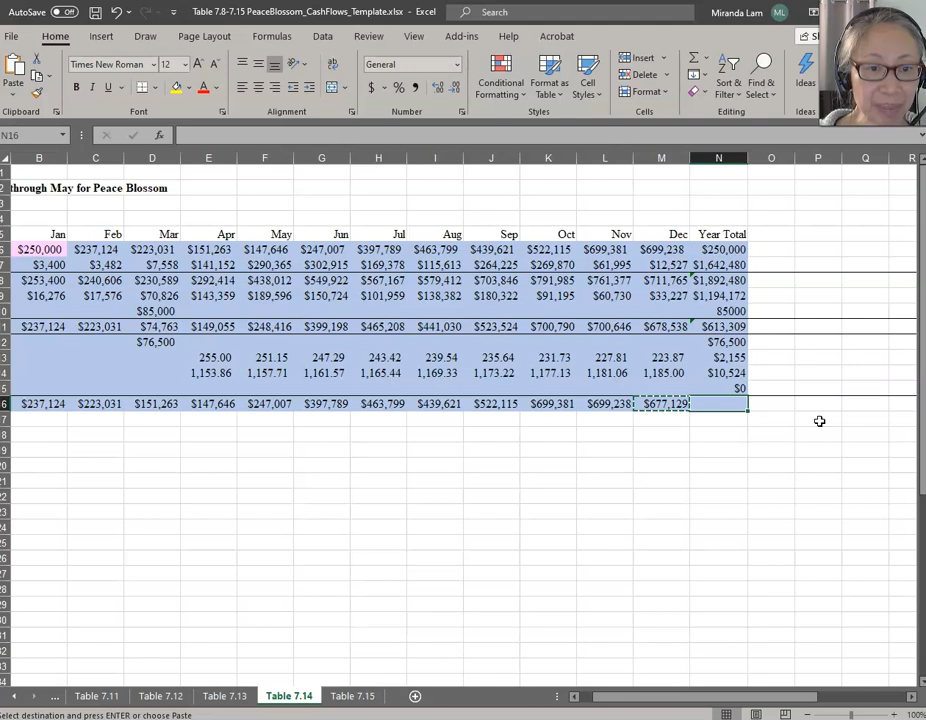 AutoSave Off Table 7.8-7.15 PeaceBlossom_CashFlows_Template.xlsx - Excel Search Miranda Lam ML
File Home Insert Draw Page Layout Formulas Data Review View Add-ins Help Acrobat
Times New Roman 12 General Insert Delete Format
Paste B I U $ % Conditional Formatting Format as Table Cell Styles Sort & Filter Find & Select Ideas
Clipboard Font Alignment Number Styles Cells Editing Ideas
N16 fx
B C D E F G H I J K L M N O P Q R
through May for Peace Blossom
Jan Feb Mar Apr May Jun Jul Aug Sep Oct Nov Dec Year Total
$250,000 $237,124 $223,031 $151,263 $147,646 $247,007 $397,789 $463,799 $439,621 $522,115 $699,381 $699,238 $250,000
$3,400 $3,482 $7,558 $141,152 $290,365 $302,915 $169,378 $115,613 $264,225 $269,870 $61,995 $12,527 $1,642,480
$253,400 $240,606 $230,589 $292,414 $438,012 $549,922 $567,167 $579,412 $703,846 $791,985 $761,377 $711,765 $1,892,480
$16,276 $17,576 $70,826 $143,359 $189,596 $150,724 $101,959 $138,382 $180,322 $91,195 $60,730 $33,227 $1,194,172
$85,000 85000
$237,124 $223,031 $74,763 $149,055 $248,416 $399,198 $465,208 $441,030 $523,524 $700,790 $700,646 $678,538 $613,309
$76,500 $76,500
255.00 251.15 247.29 243.42 239.54 235.64 231.73 227.81 223.87 $2,155
1,153.86 1,157.71 1,161.57 1,165.44 1,169.33 1,173.22 1,177.13 1,181.06 1,185.00 $10,524
$0
$237,124 $223,031 $151,263 $147,646 $247,007 $397,789 $463,799 $439,621 $522,115 $699,381 $699,238 $677,129
... Table 7.11 Table 7.12 Table 7.13 Table 7.14 Table 7.15
Select destination and press ENTER or choose Paste 100%